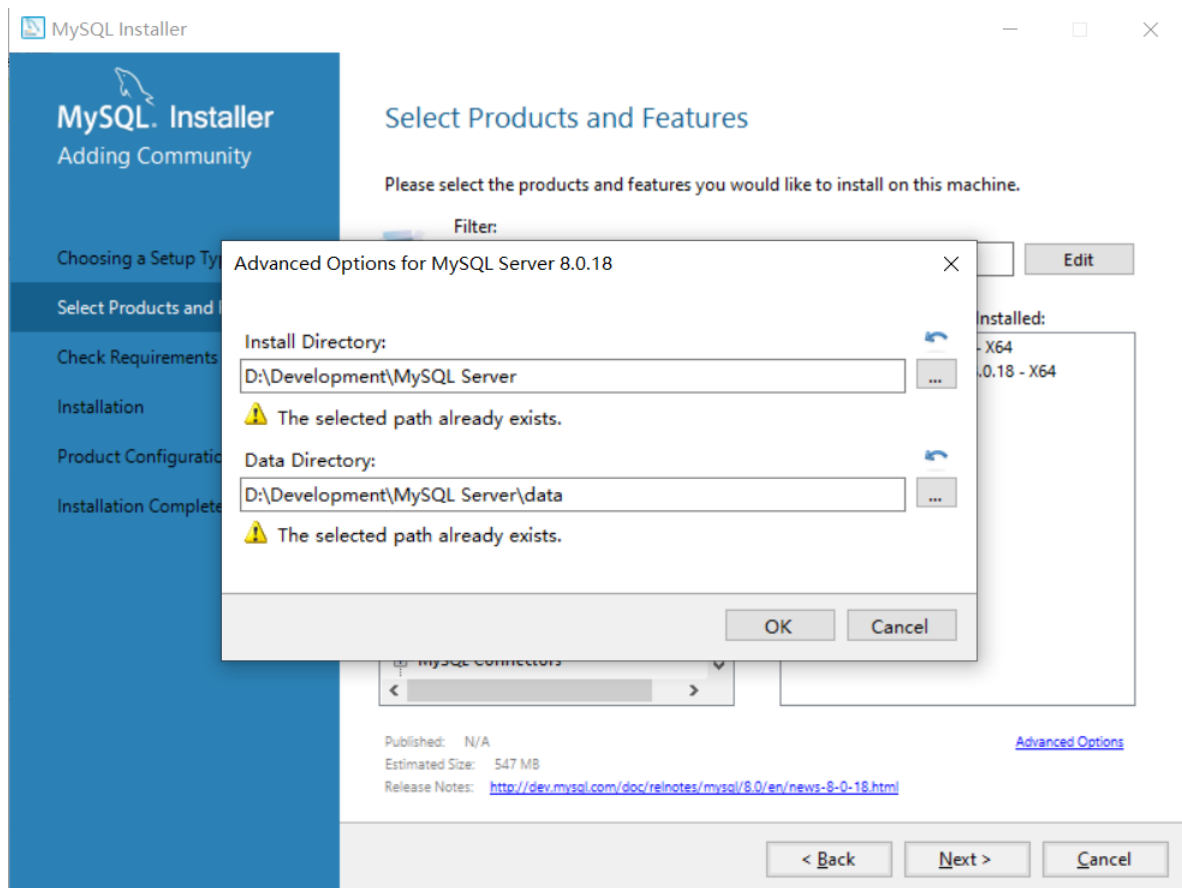 MySQL Installer
MySQL. Installer
Adding Community
Choosing a Setup Ty
Select Products and
Check Requirements
Installation
Product Configuratio
Installation Complete
Select Products and Features
Please select the products and features you would like to install on this machine.
Filter:
Edit
Installed:
- X64
.0.18 - X64
Advanced Options for MySQL Server 8.0.18
Install Directory:
D:\Development\MySQL Server
...
The selected path already exists.
Data Directory:
D:\Development\MySQL Server\data
...
The selected path already exists.
OK
Cancel
MySQL Connectors
Published: N/A
Advanced Options
Estimated Size: 547 MB
Release Notes: http://dev.mysql.com/doc/relnotes/mysql/8.0/en/news-8-0-18.html
< Back
Next >
Cancel